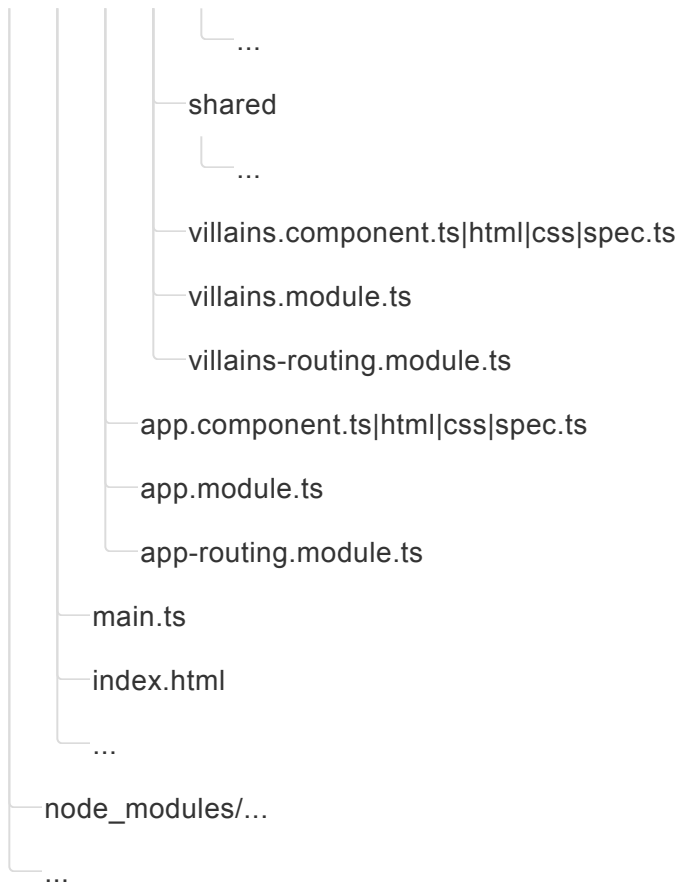 ...
shared
...
villains.component.ts|html|css|spec.ts
villains.module.ts
villains-routing.module.ts
app.component.ts|html|css|spec.ts
app.module.ts
app-routing.module.ts
main.ts
index.html
...
node_modules/...
...